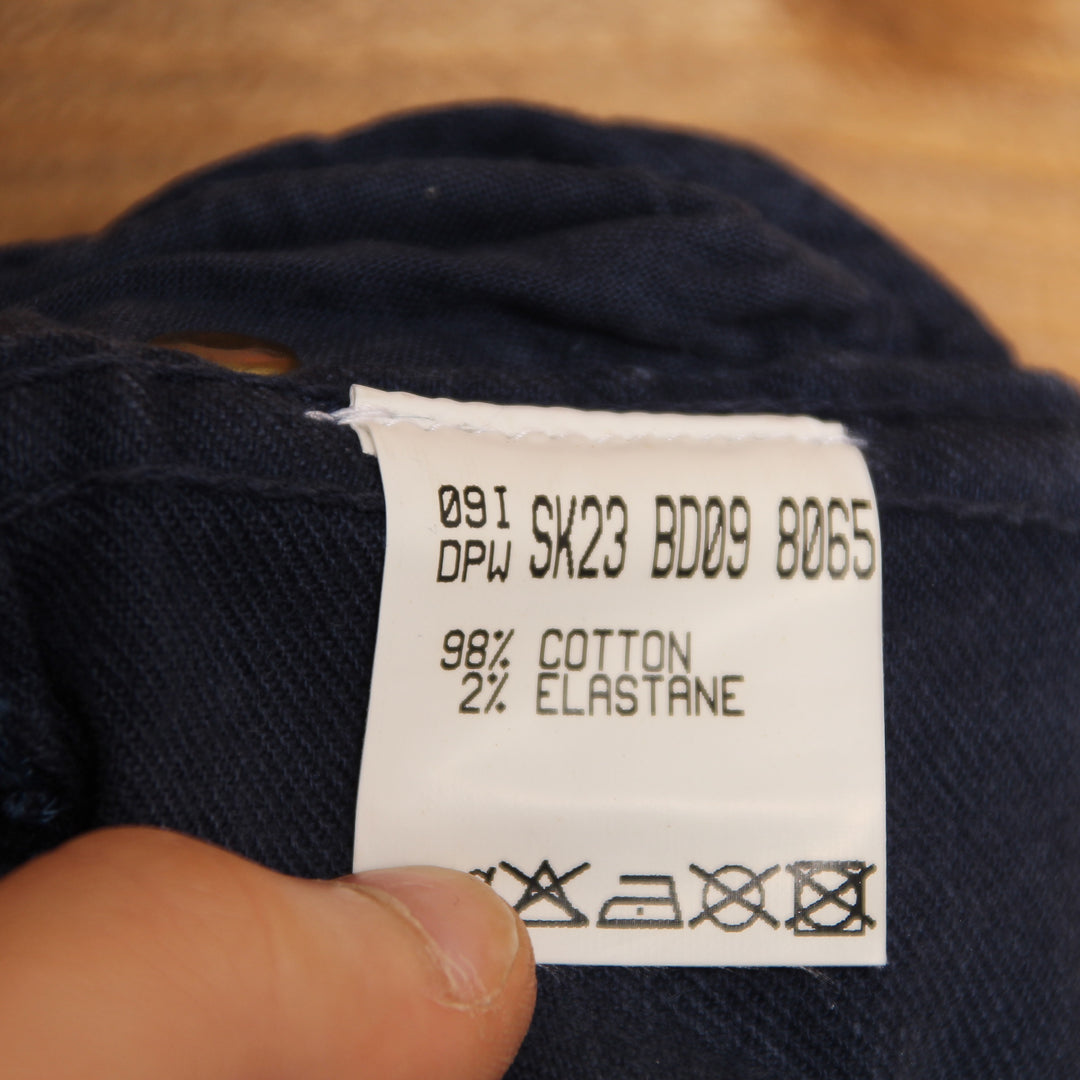 09I
DPW SK23 BD09 8065
98% COTTON
2% ELASTANE